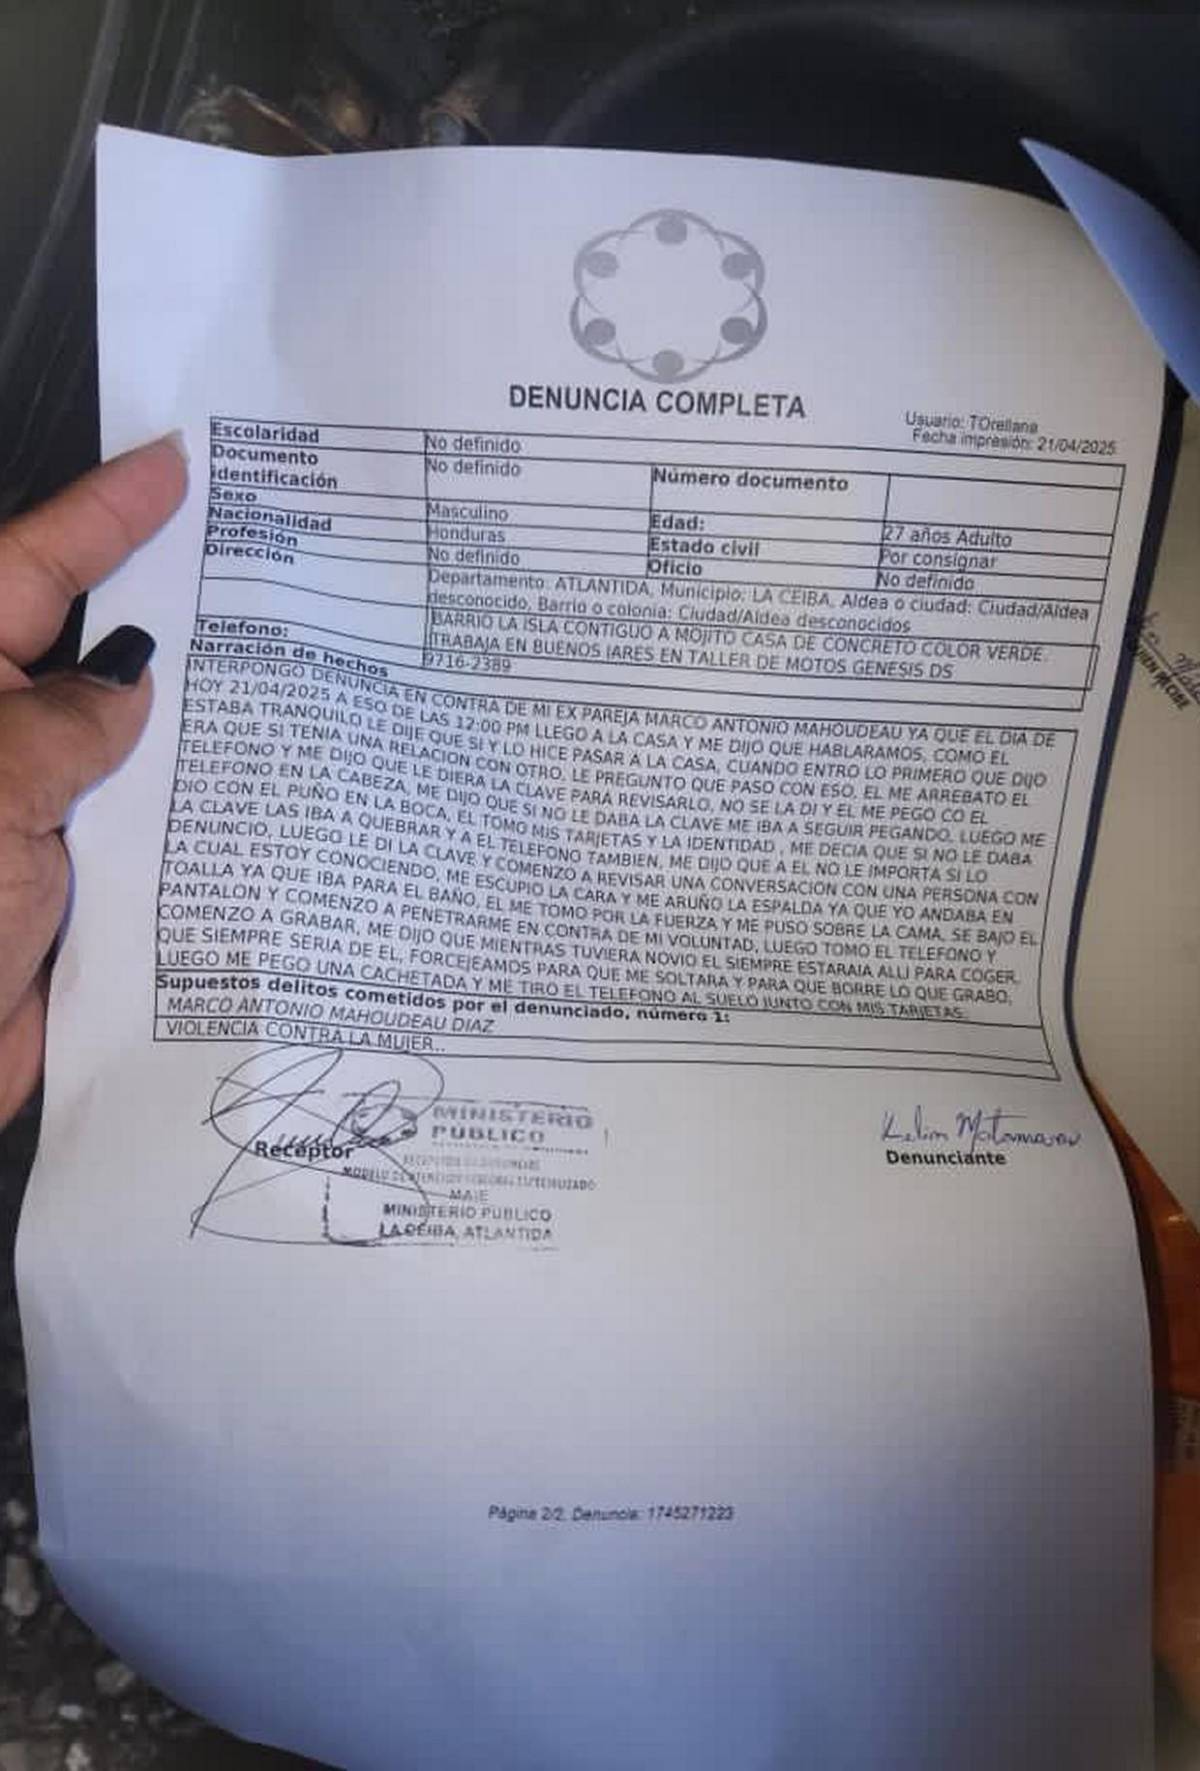 DENUNCIA COMPLETA
Usuario: TOrellana
Fecha impresión: 21/04/2025
Escolaridad No definido
Documento identificación No definido Número documento
Sexo Masculino Edad: 27 años Adulto
Nacionalidad Honduras Estado civil Por consignar
Profesión No definido Oficio No definido
Dirección Departamento: ATLANTIDA, Municipio: LA CEIBA, Aldea o ciudad: Ciudad/Aldea
desconocido, Barrio o colonia: Ciudad/Aldea desconocidos
BARRIO LA ISLA CONTIGUO A MOJITO CASA DE CONCRETO COLOR VERDE.
TRABAJA EN BUENOS IARES EN TALLER DE MOTOS GENESIS DS
Telefono: 9716-2389
Narración de hechos
INTERPONGO DENUNCIA EN CONTRA DE MI EX PAREJA MARCO ANTONIO MAHOUDEAU YA QUE EL DIA DE
HOY 21/04/2025 A ESO DE LAS 12:00 PM LLEGO A LA CASA Y ME DIJO QUE HABLARAMOS, COMO EL
ESTABA TRANQUILO LE DIJE QUE SI Y LO HICE PASAR A LA CASA, CUANDO ENTRO LO PRIMERO QUE DIJO
ERA QUE SI TENIA UNA RELACION CON OTRO, LE PREGUNTO QUE PASO CON ESO, EL ME ARREBATO EL
TELEFONO Y ME DIJO QUE LE DIERA LA CLAVE PARA REVISARLO, NO SE LA DI Y EL ME PEGO CO EL
TELEFONO EN LA CABEZA, ME DIJO QUE SI NO LE DABA LA CLAVE ME IBA A SEGUIR PEGANDO, LUEGO ME
DIO CON EL PUÑO EN LA BOCA, EL TOMO MIS TARJETAS Y LA IDENTIDAD , ME DECIA QUE SI NO LE DABA
LA CLAVE LAS IBA A QUEBRAR Y A EL TELEFONO TAMBIEN, ME DIJO QUE A EL NO LE IMPORTA SI LO
DENUNCIO, LUEGO LE DI LA CLAVE Y COMENZO A REVISAR UNA CONVERSACION CON UNA PERSONA CON
LA CUAL ESTOY CONOCIENDO, ME ESCUPIO LA CARA Y ME ARUÑO LA ESPALDA YA QUE YO ANDABA EN
TOALLA YA QUE IBA PARA EL BAÑO, EL ME TOMO POR LA FUERZA Y ME PUSO SOBRE LA CAMA, SE BAJO EL
PANTALON Y COMENZO A PENETRARME EN CONTRA DE MI VOLUNTAD, LUEGO TOMO EL TELEFONO Y
COMENZO A GRABAR, ME DIJO QUE MIENTRAS TUVIERA NOVIO EL SIEMPRE ESTARAIA ALLI PARA COGER,
QUE SIEMPRE SERIA DE EL, FORCEJEAMOS PARA QUE ME SOLTARA Y PARA QUE BORRE LO QUE GRABO,
LUEGO ME PEGO UNA CACHETADA Y ME TIRO EL TELEFONO AL SUELO JUNTO CON MIS TARJETAS.
Supuestos delitos cometidos por el denunciado, número 1:
MARCO ANTONIO MAHOUDEAU DIAZ
VIOLENCIA CONTRA LA MUJER..
MINISTERIO
PUBLICO
Receptor
MAIE
MINISTERIO PUBLICO
LA CEIBA, ATLANTIDA
Denunciante
Página 2/2, Denuncia: 1745271223